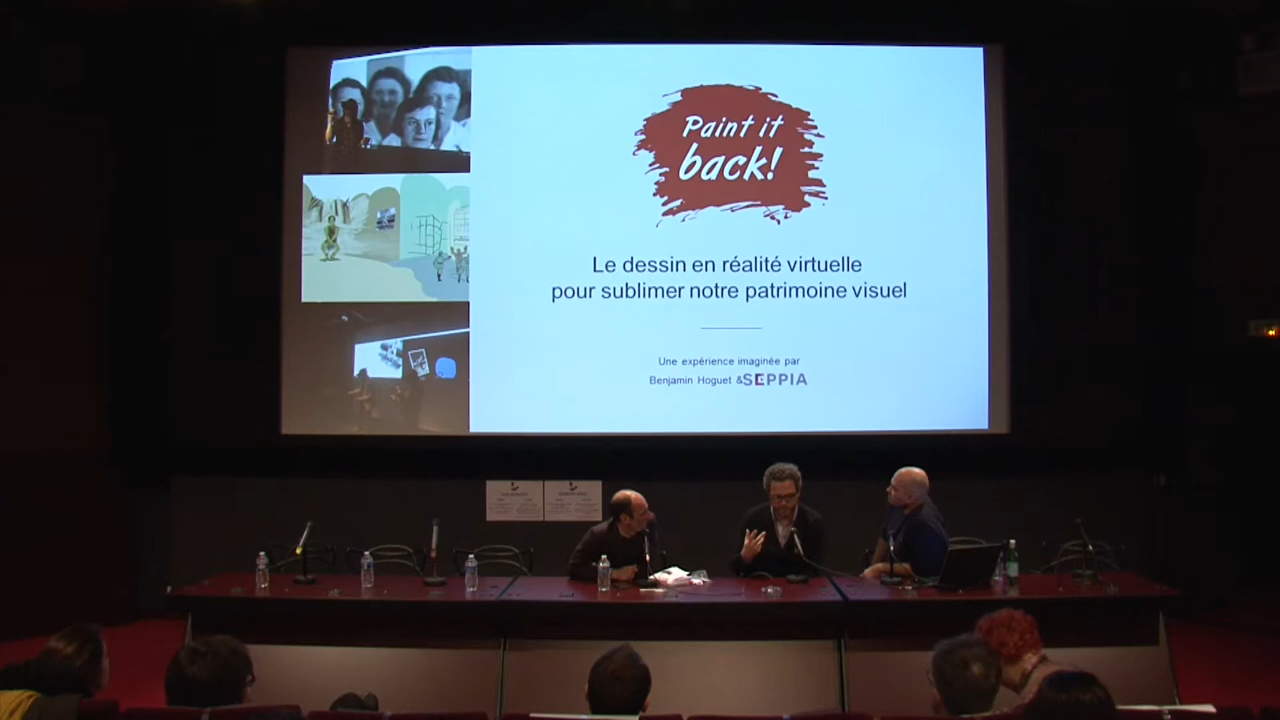 Paint it
back!
Le dessin en réalité virtuelle
pour sublimer notre patrimoine visuel
Une expérience imaginée par
Benjamin Hoguet & SEPPIA